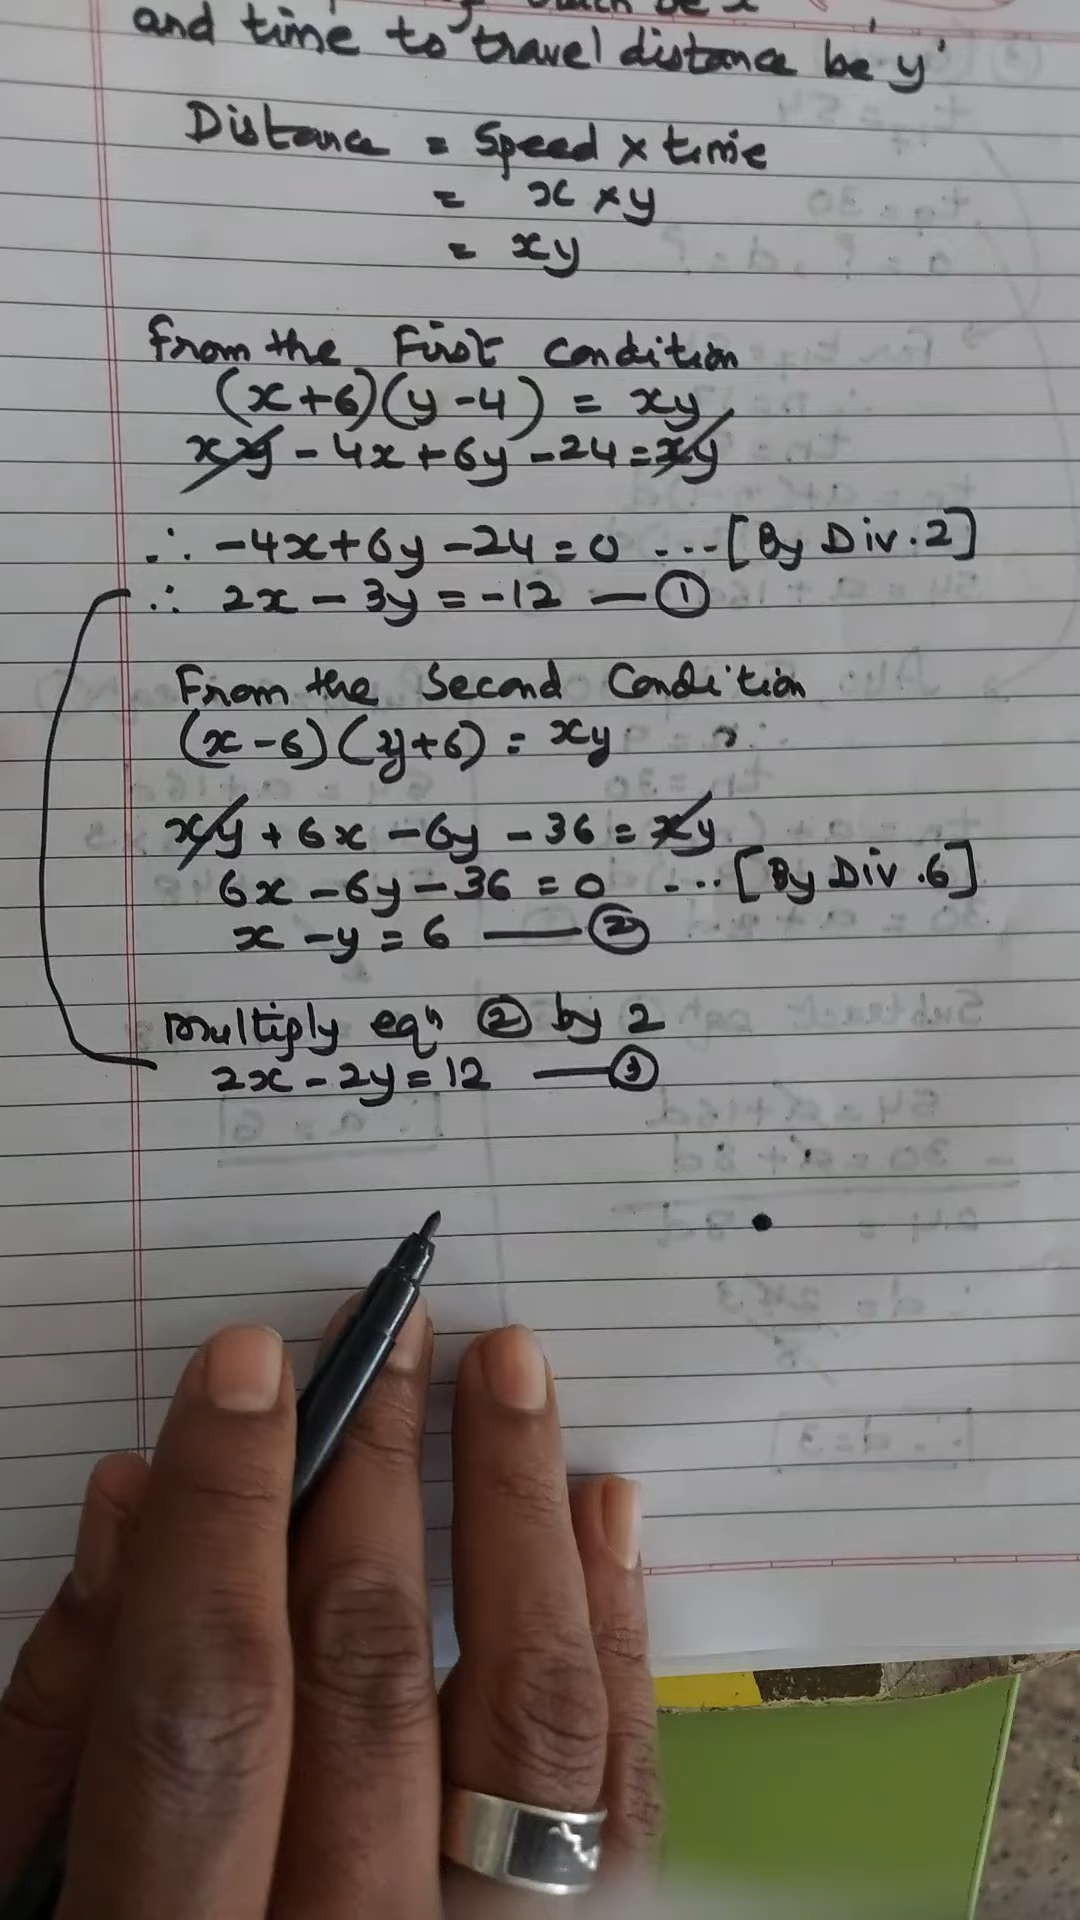 be x
and time to travel distance be 'y'
Distance = Speed × time
= x × y
= xy
from the First condition
(x+6)(y-4) = xy
xy - 4x + 6y - 24 = xy
∴ -4x + 6y - 24 = 0 ---[By Div. 2]
∴ 2x - 3y = -12 — ①
From the Second Condition
(x-6)(y+6) = xy
xy + 6x - 6y - 36 = xy
6x - 6y - 36 = 0 ---[By Div. 6]
x - y = 6 — ②
multiply eqn ② by 2
2x - 2y = 12 — ③